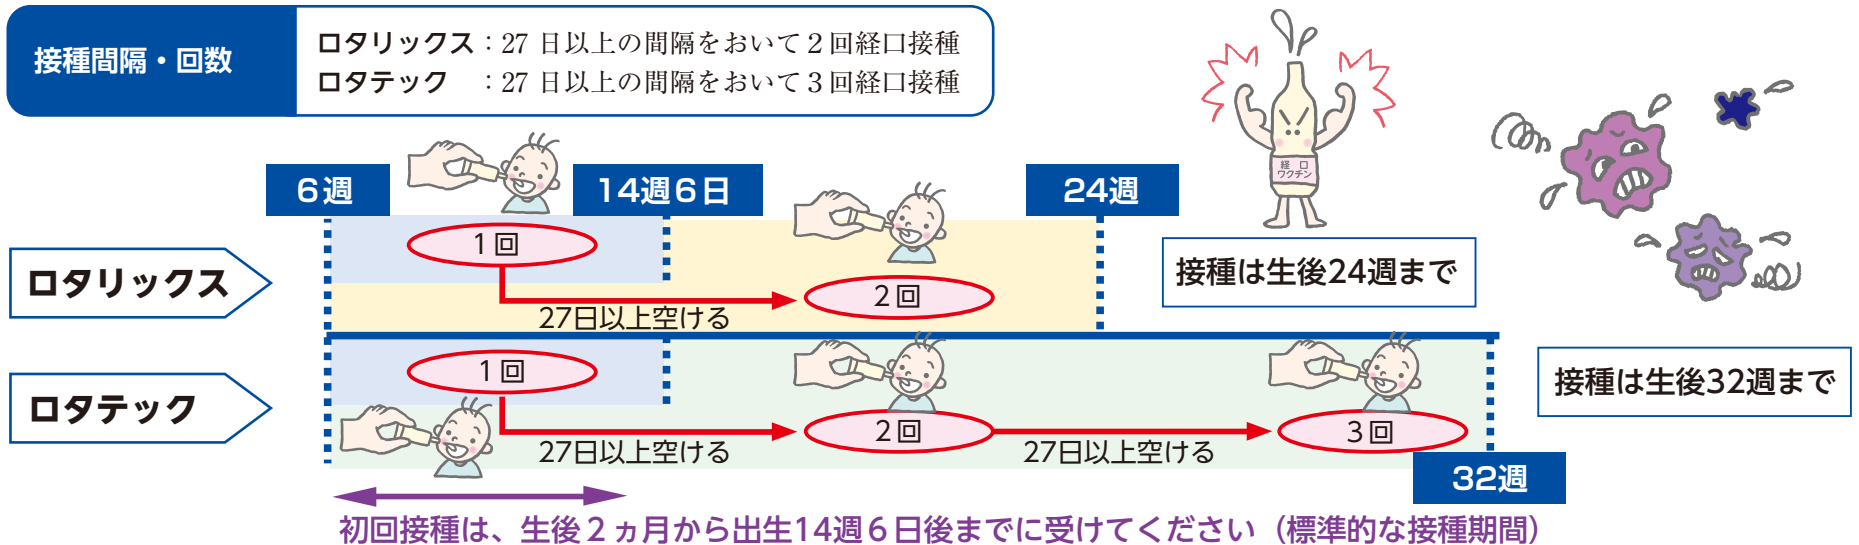 接種間隔・回数
ロタリックス：27 日以上の間隔をおいて２回経口接種
ロタテック　：27 日以上の間隔をおいて３回経口接種
経口
ワクチン
6週
14週6日
24週
ロタリックス
1回
27日以上空ける
2回
接種は生後24週まで
ロタテック
1回
27日以上空ける
2回
27日以上空ける
3回
接種は生後32週まで
32週
初回接種は、生後２ヵ月から出生14週６日後までに受けてください（標準的な接種期間）